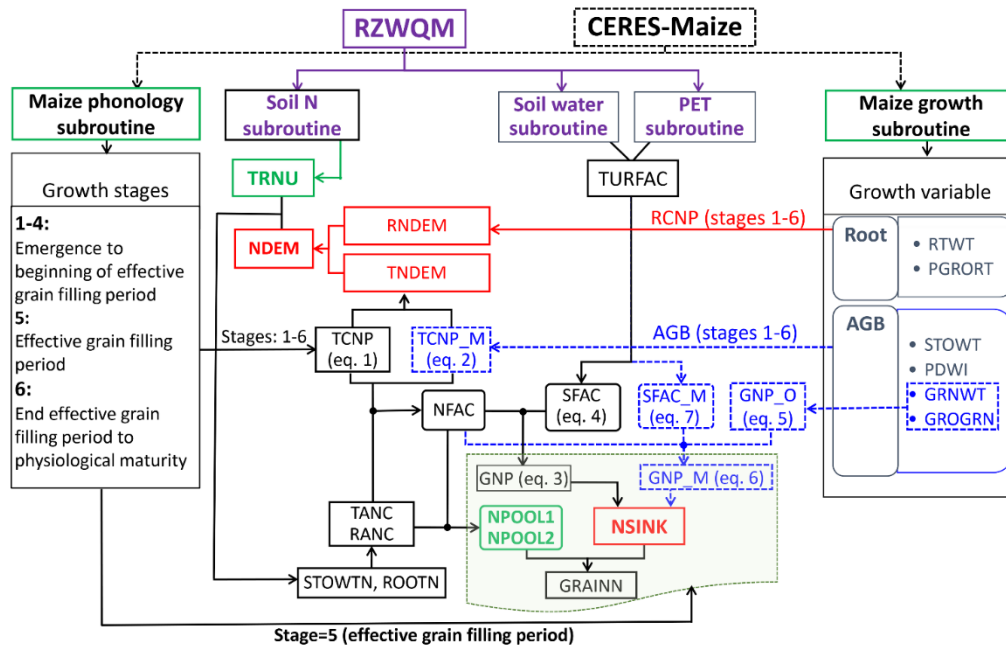 RZWQM
CERES-Maize
Maize phonology
subroutine
Soil N
subroutine
Soil water
subroutine
PET
subroutine
Maize growth
subroutine
Growth stages
1-4:
Emergence to
beginning of effective
grain filling period
5:
Effective grain filling
period
6:
End effective grain
filling period to
physiological maturity
TRNU
NDEM
RNDEM
TNDEM
TURFAC
RCNP (stages 1-6)
Growth variable
Root
• RTWT
• PGRORT
AGB
• STOWT
• PDWI
• GRNWT
• GROGRN
Stages: 1-6
TCNP
(eq. 1)
TCNP_M
(eq. 2)
AGB (stages 1-6)
NFAC
SFAC
(eq. 4)
SFAC_M
(eq. 7)
GNP_O
(eq. 5)
GNP (eq. 3)
GNP_M (eq. 6)
TANC
RANC
NPOOL1
NPOOL2
NSINK
STOWTN, ROOTN
GRAINN
Stage=5 (effective grain filling period)